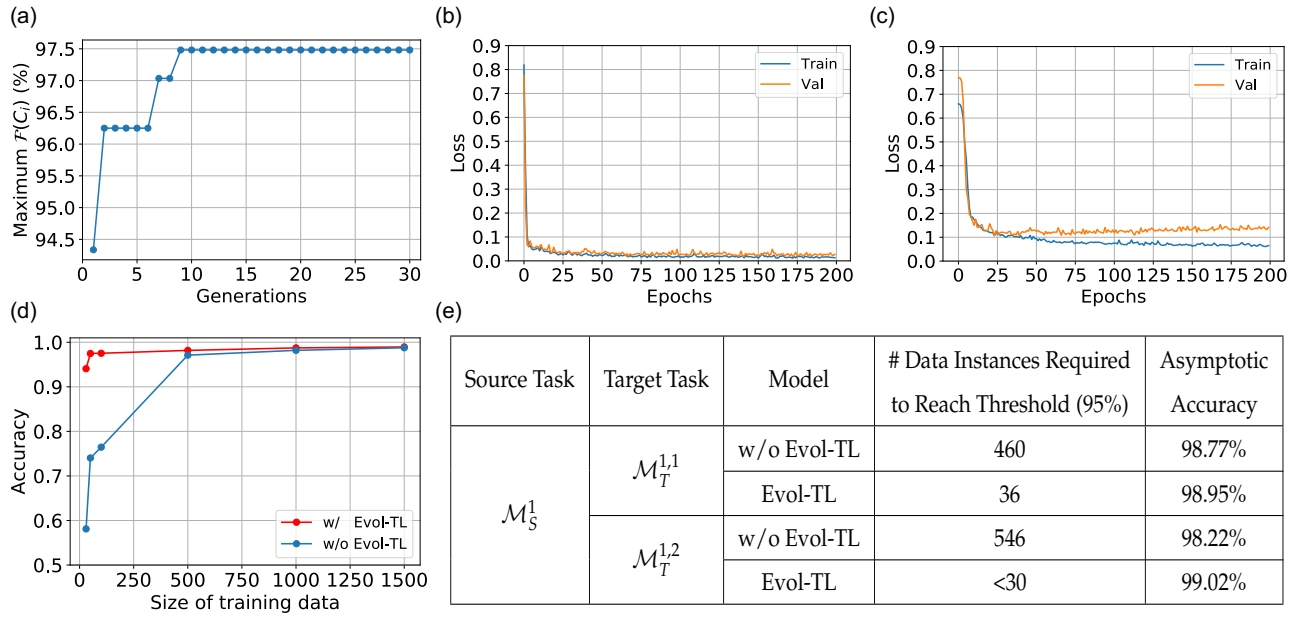 (a)
Maximum F(C_i) (%)
97.5
97.0
96.5
96.0
95.5
95.0
94.5
0 5 10 15 20 25 30
Generations
(b)
Loss
0.9
0.8
0.7
0.6
0.5
0.4
0.3
0.2
0.1
0.0
0 25 50 75 100 125 150 175 200
Epochs
Train
Val
(c)
Loss
0.9
0.8
0.7
0.6
0.5
0.4
0.3
0.2
0.1
0.0
0 25 50 75 100 125 150 175 200
Epochs
Train
Val
(d)
Accuracy
1.0
0.9
0.8
0.7
0.6
0.5
0 250 500 750 1000 1250 1500
Size of training data
w/ Evol-TL
w/o Evol-TL
(e)
Source Task
Target Task
Model
# Data Instances Required
to Reach Threshold (95%)
Asymptotic
Accuracy
M_S^1
M_T^{1,1}
w/o Evol-TL 460 98.77%
Evol-TL 36 98.95%
M_T^{1,2}
w/o Evol-TL 546 98.22%
Evol-TL <30 99.02%